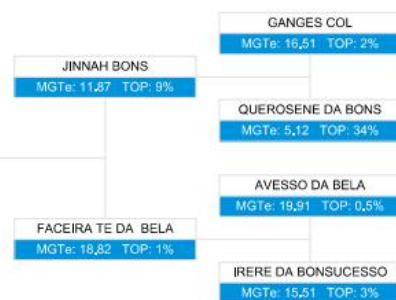 GANGES COL
MGTe: 16,51 TOP: 2%
JINNAH BONS
MGTe: 11,87 TOP: 9%
QUEROSENE DA BONS
MGTe: 5,12 TOP: 34%
AVESSO DA BELA
MGTe: 19,91 TOP: 0,5%
FACEIRA TE DA BELA
MGTe: 18,82 TOP: 1%
IRERE DA BONSUCESSO
MGTe: 15,51 TOP: 3%